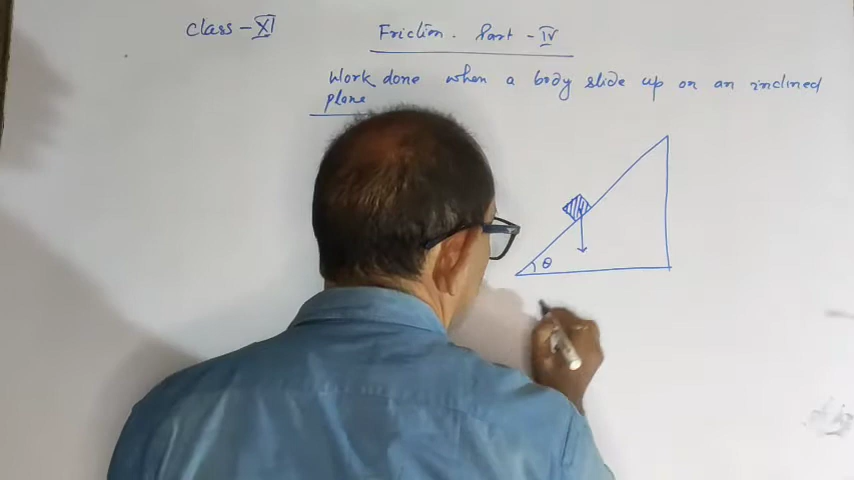 Class - XI
Friction. Part - IV
Work done when a body slide up on an inclined
plane
θ